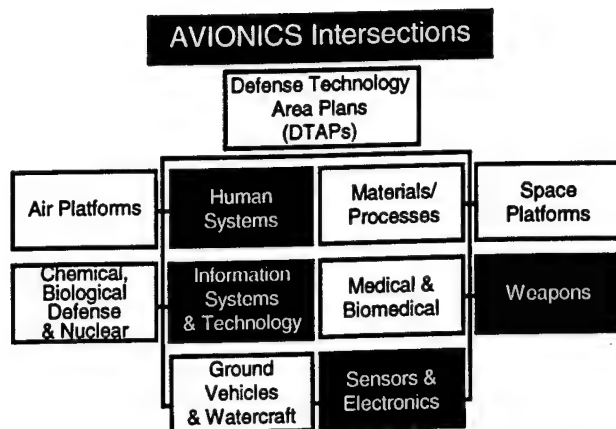 AVIONICS Intersections
Defense Technology
Area Plans
(DTAPs)
Air Platforms
Human
Systems
Materials/
Processes
Space
Platforms
Chemical,
Biological
Defense
& Nuclear
Information
Systems
& Technology
Medical &
Biomedical
Weapons
Ground
Vehicles
& Watercraft
Sensors &
Electronics